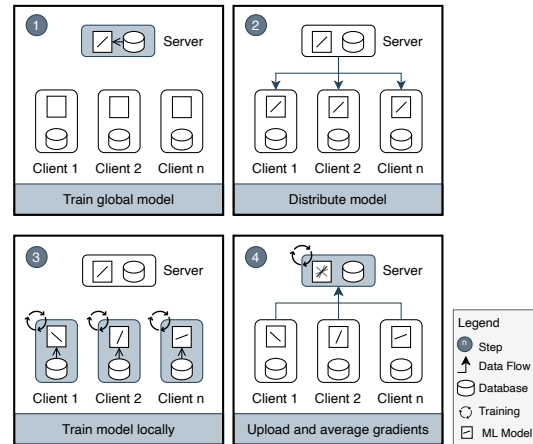 1
Server
Client 1 Client 2 Client n
Train global model
2
Server
Client 1 Client 2 Client n
Distribute model
3
Server
Client 1 Client 2 Client n
Train model locally
4
Server
Client 1 Client 2 Client n
Upload and average gradients
Legend
n Step
Data Flow
Database
Training
ML Model